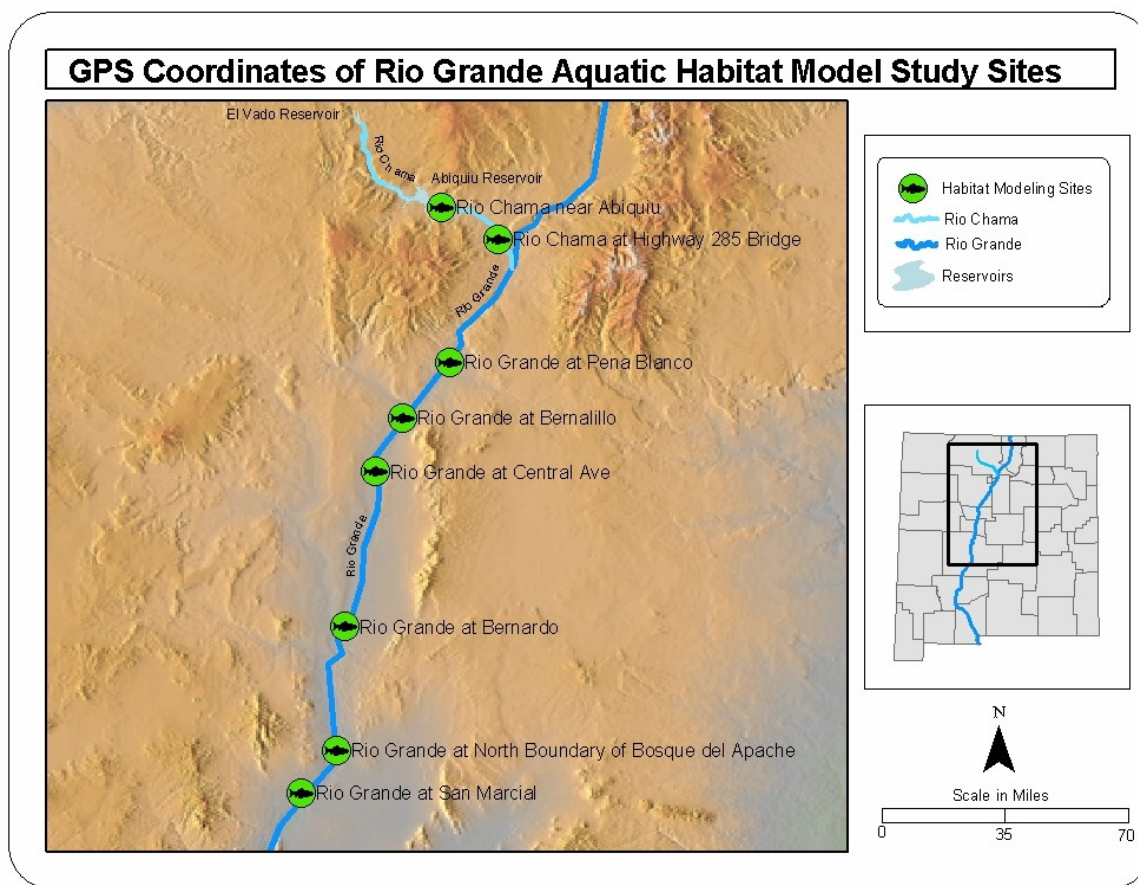 GPS Coordinates of Rio Grande Aquatic Habitat Model Study Sites
El Vado Reservoir
Rio Chama
Abiquiu Reservoir
Rio Chama near Abiquiu
Rio Chama at Highway 285 Bridge
Rio Grande
Rio Grande at Pena Blanco
Rio Grande at Bernalillo
Rio Grande at Central Ave
Rio Grande
Rio Grande at Bernardo
Rio Grande at North Boundary of Bosque del Apache
Rio Grande at San Marcial
Habitat Modeling Sites
Rio Chama
Rio Grande
Reservoirs
N
Scale in Miles
0 35 70